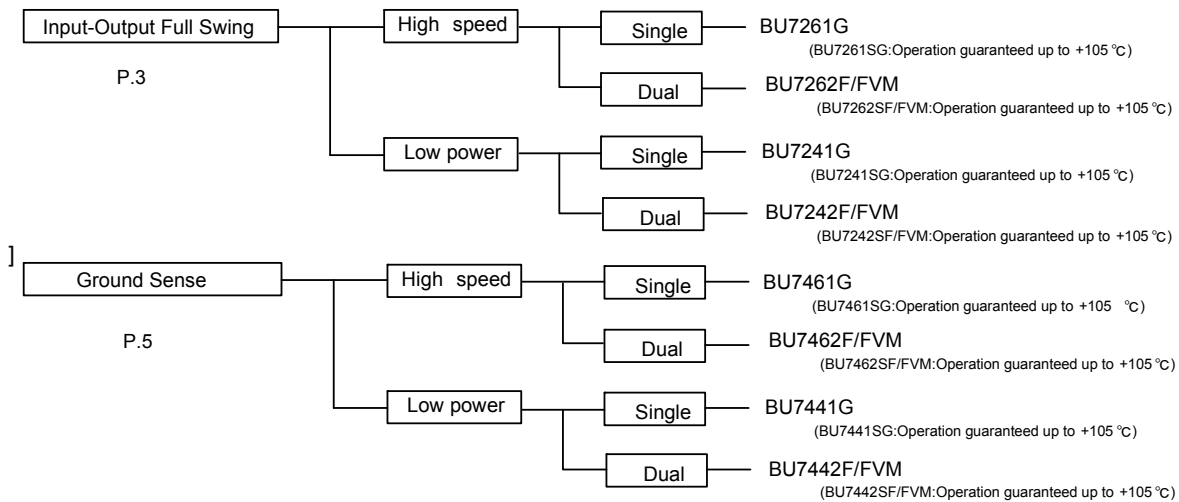 Input-Output Full Swing High speed Single BU7261G
(BU7261SG:Operation guaranteed up to +105℃)
P.3
Dual BU7262F/FVM
(BU7262SF/FVM:Operation guaranteed up to +105℃)
Low power Single BU7241G
(BU7241SG:Operation guaranteed up to +105℃)
Dual BU7242F/FVM
(BU7242SF/FVM:Operation guaranteed up to +105℃)
]
Ground Sense High speed Single BU7461G
(BU7461SG:Operation guaranteed up to +105 ℃)
P.5
Dual BU7462F/FVM
(BU7462SF/FVM:Operation guaranteed up to +105℃)
Low power Single BU7441G
(BU7441SG:Operation guaranteed up to +105℃)
Dual BU7442F/FVM
(BU7442SF/FVM:Operation guaranteed up to +105℃)